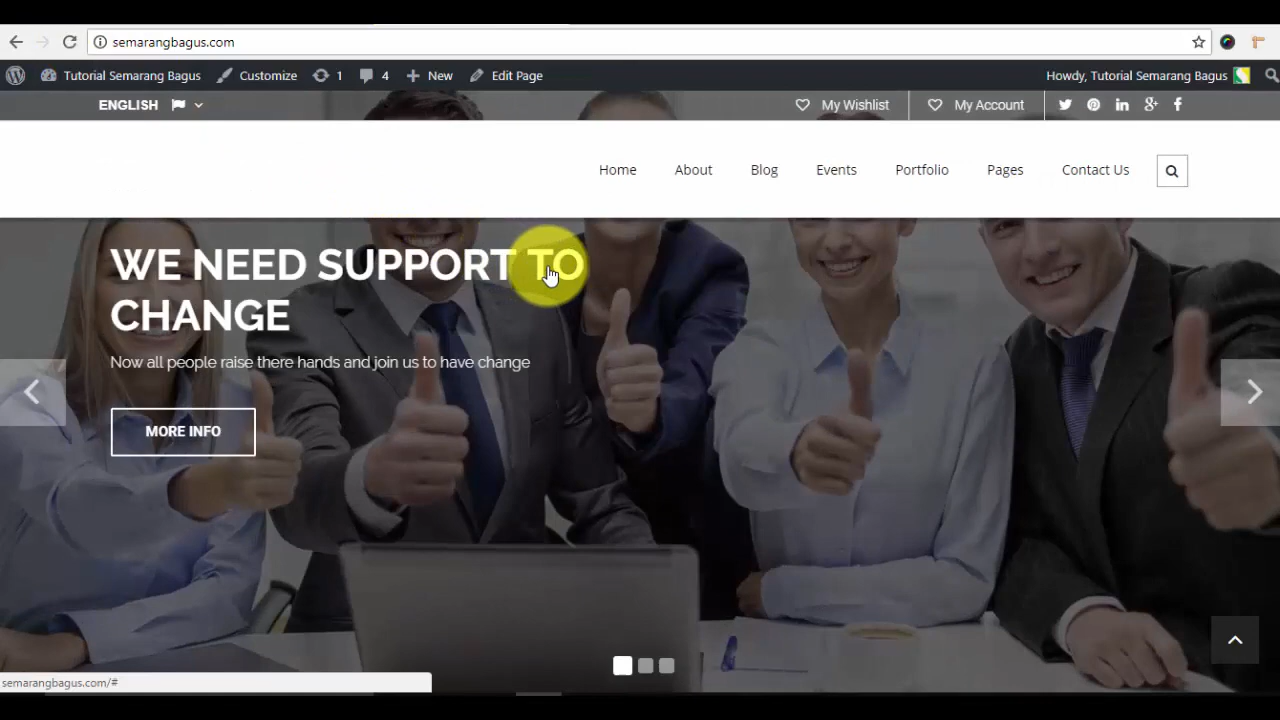 semarangbagus.com
Tutorial Semarang Bagus Customize 1 4 New Edit Page Howdy, Tutorial Semarang Bagus
ENGLISH My Wishlist My Account
Home About Blog Events Portfolio Pages Contact Us
WE NEED SUPPORT TO
CHANGE
Now all people raise there hands and join us to have change
MORE INFO
semarangbagus.com/#